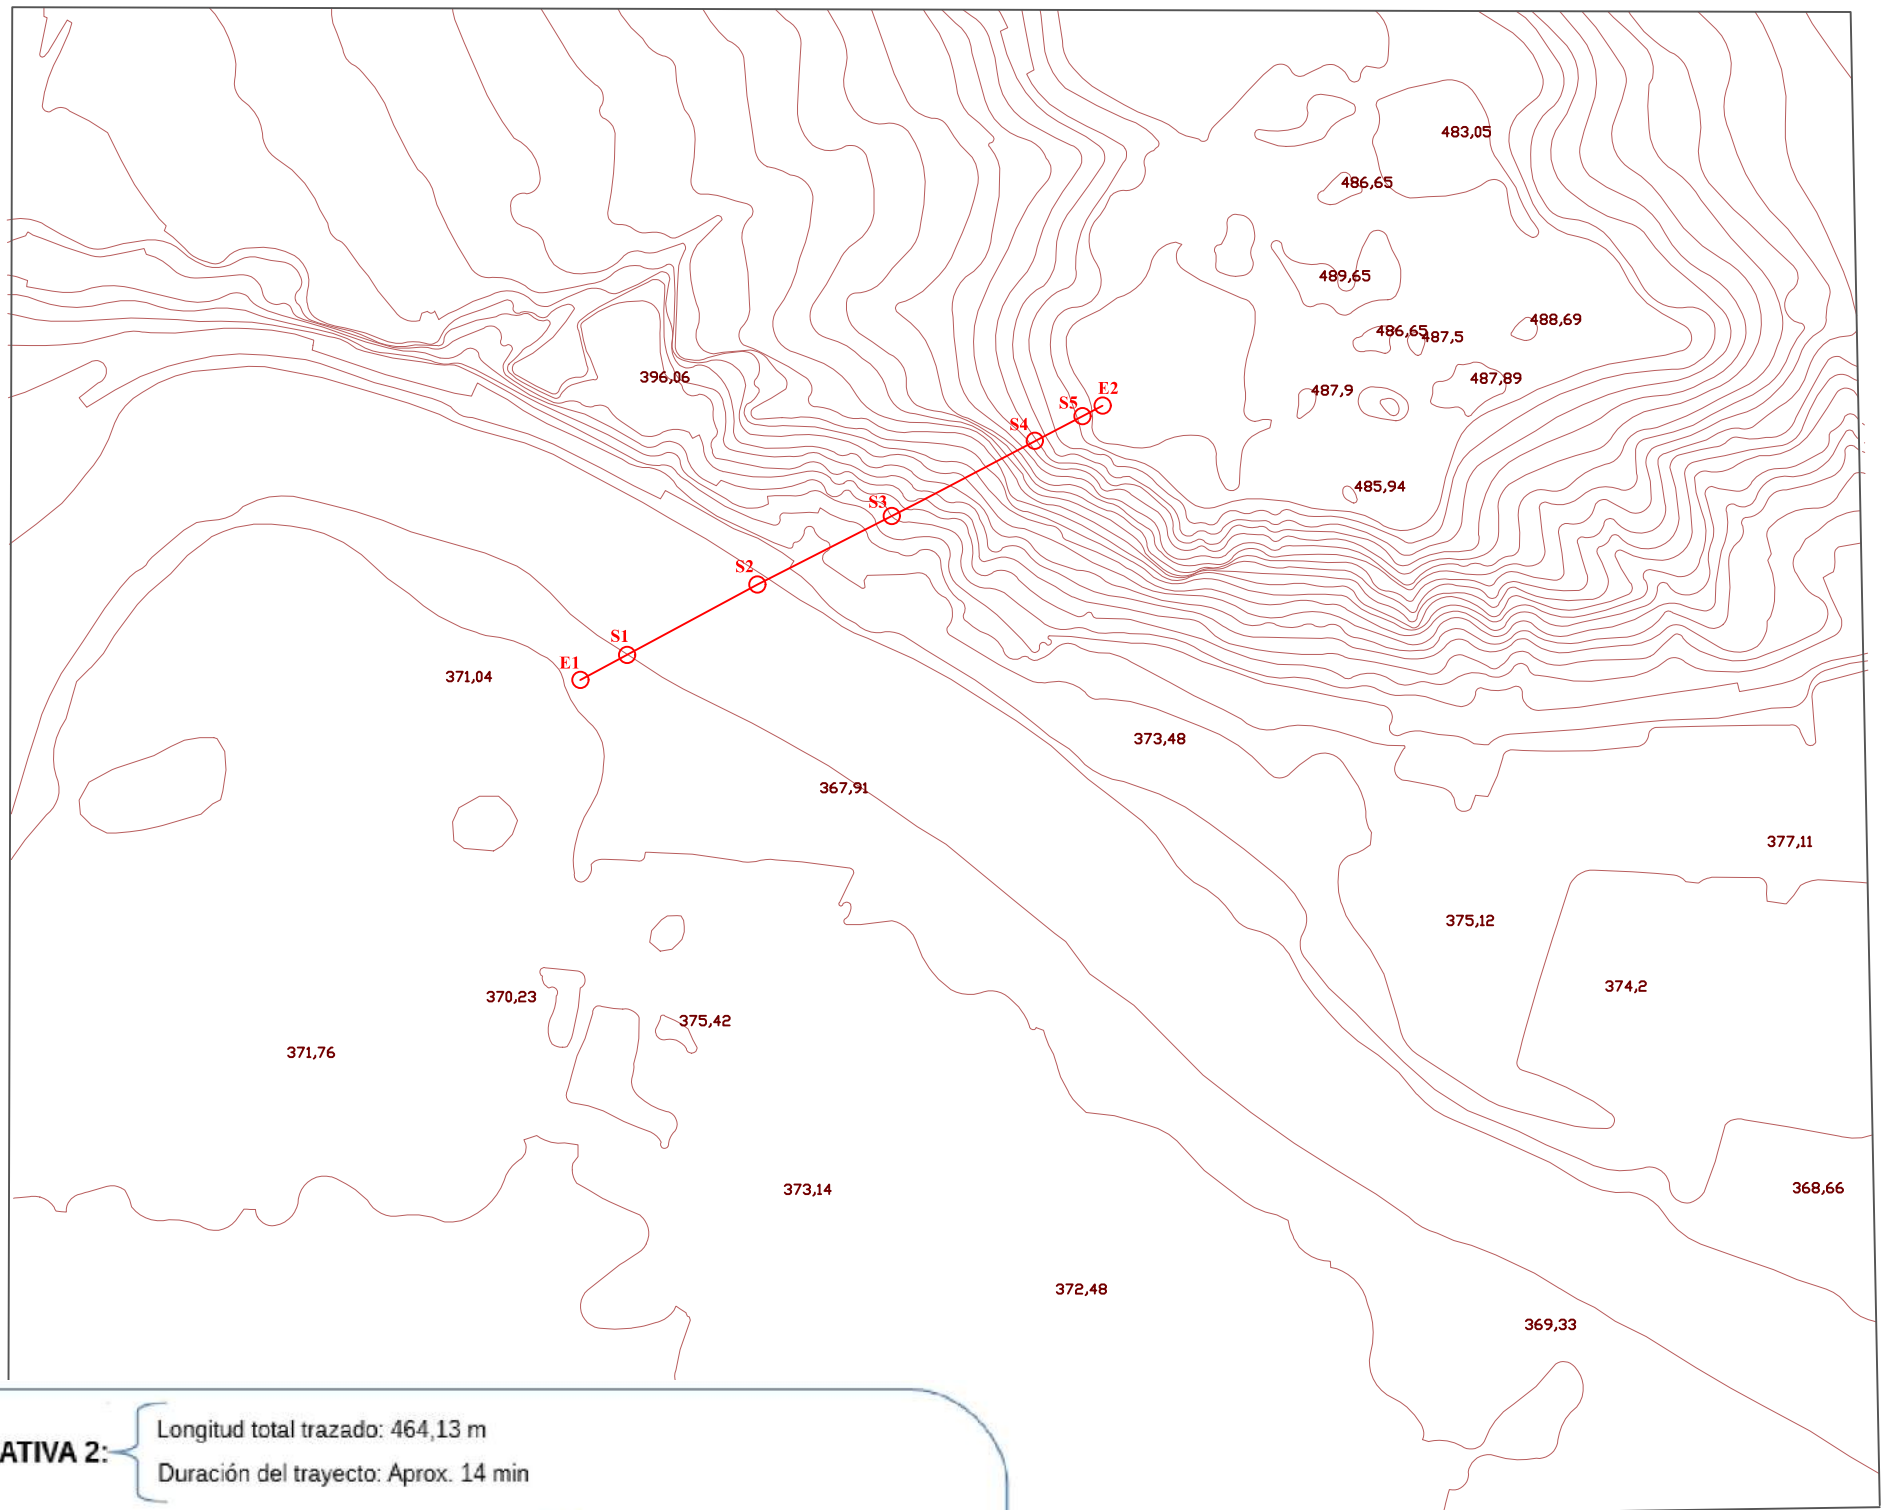 483,05
486,65
489,65
488,69
486,65
487,5
396,06
487,9
487,89
E2
S5
S4
485,94
S3
S2
S1
E1
371,04
373,48
367,91
377,11
375,12
374,2
370,23
375,42
371,76
373,14
368,66
372,48
369,33
ATIVA 2:
Longitud total trazado: 464,13 m
Duración del trayecto: Aprox. 14 min